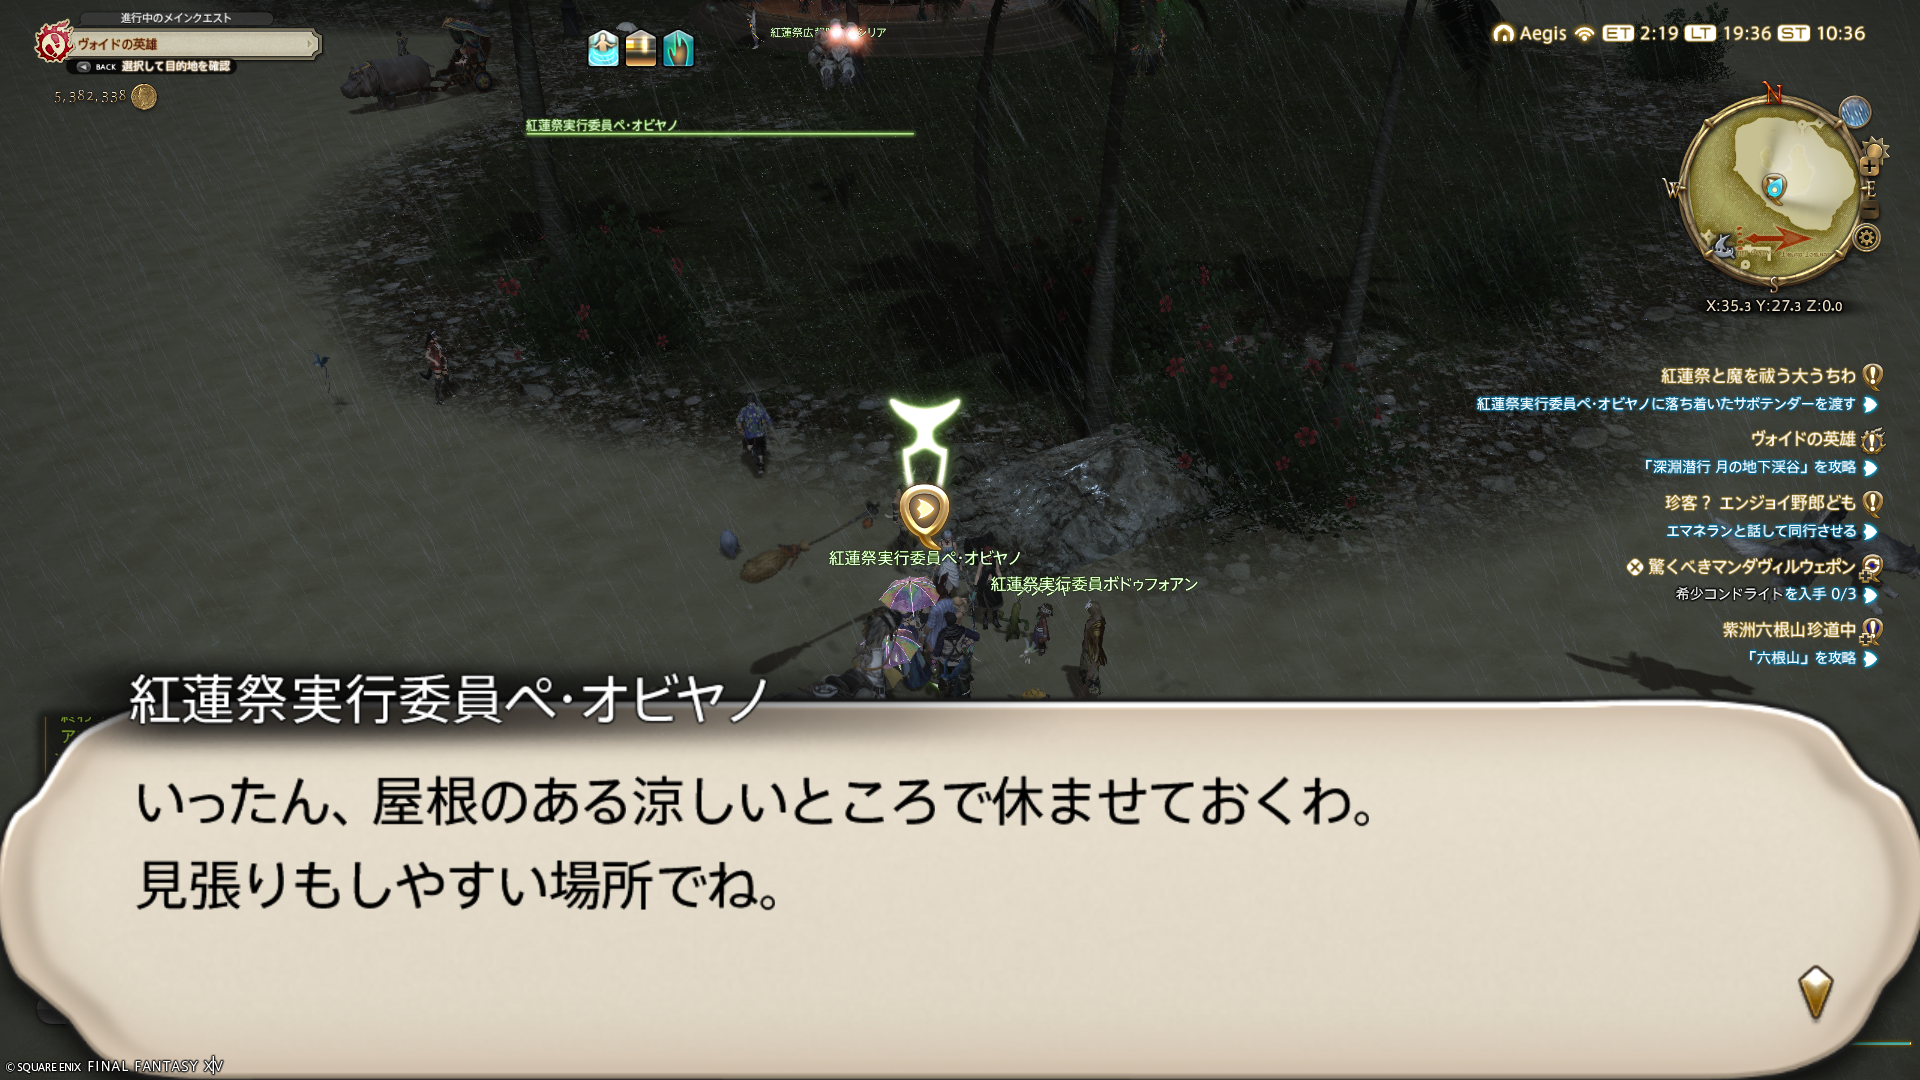 進行中のメインクエスト
ヴォイドの英雄
BACK 選択して目的地を確認
5,382,338
Aegis ET 2:19 LT 19:36 ST 10:36
紅蓮祭実行委員ペ・オビヤノ
N
W
E
S
X:35.3 Y:27.3 Z:0.0
紅蓮祭と魔を祓う大うちわ
紅蓮祭実行委員ペ・オビヤノに落ち着いたサボテンダーを渡す
ヴォイドの英雄
「深淵潜行 月の地下渓谷」を攻略
珍客？ エンジョイ野郎ども
エマネランと話して同行させる
驚くべきマンダヴィルウェポン
希少コンドライトを入手 0/3
紫洲六根山珍道中
「六根山」を攻略
紅蓮祭実行委員ペ・オビヤノ
紅蓮祭実行委員ボドゥフォアン
紅蓮祭実行委員ペ・オビヤノ
いったん、屋根のある涼しいところで休ませておくわ。
見張りもしやすい場所でね。
© SQUARE ENIX FINAL FANTASY XIV